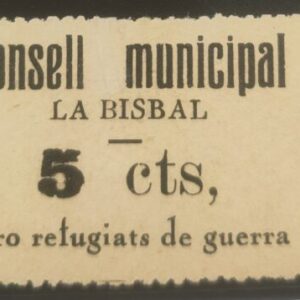 onsell municipal
LA BISBAL
5 cts,
ro refugiats de guerra